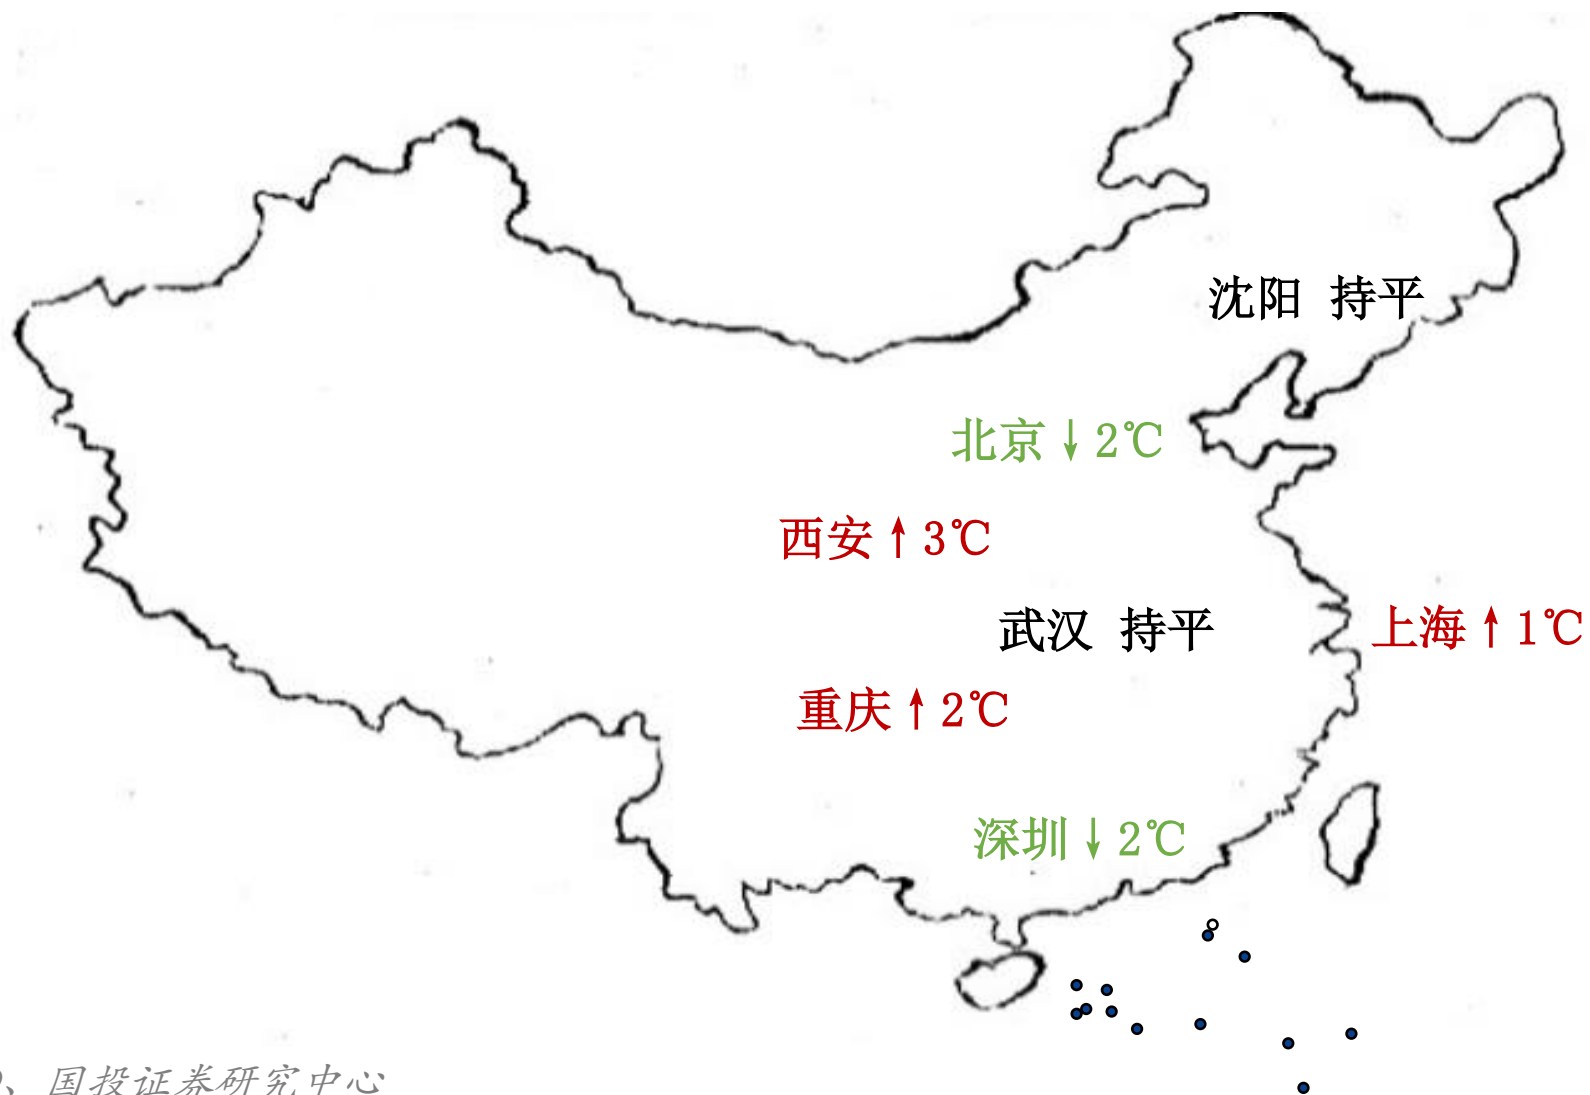 沈阳 持平
北京↓2℃
西安↑3℃
武汉 持平
上海↑1℃
重庆↑2℃
深圳↓2℃
、国投证券研究中心